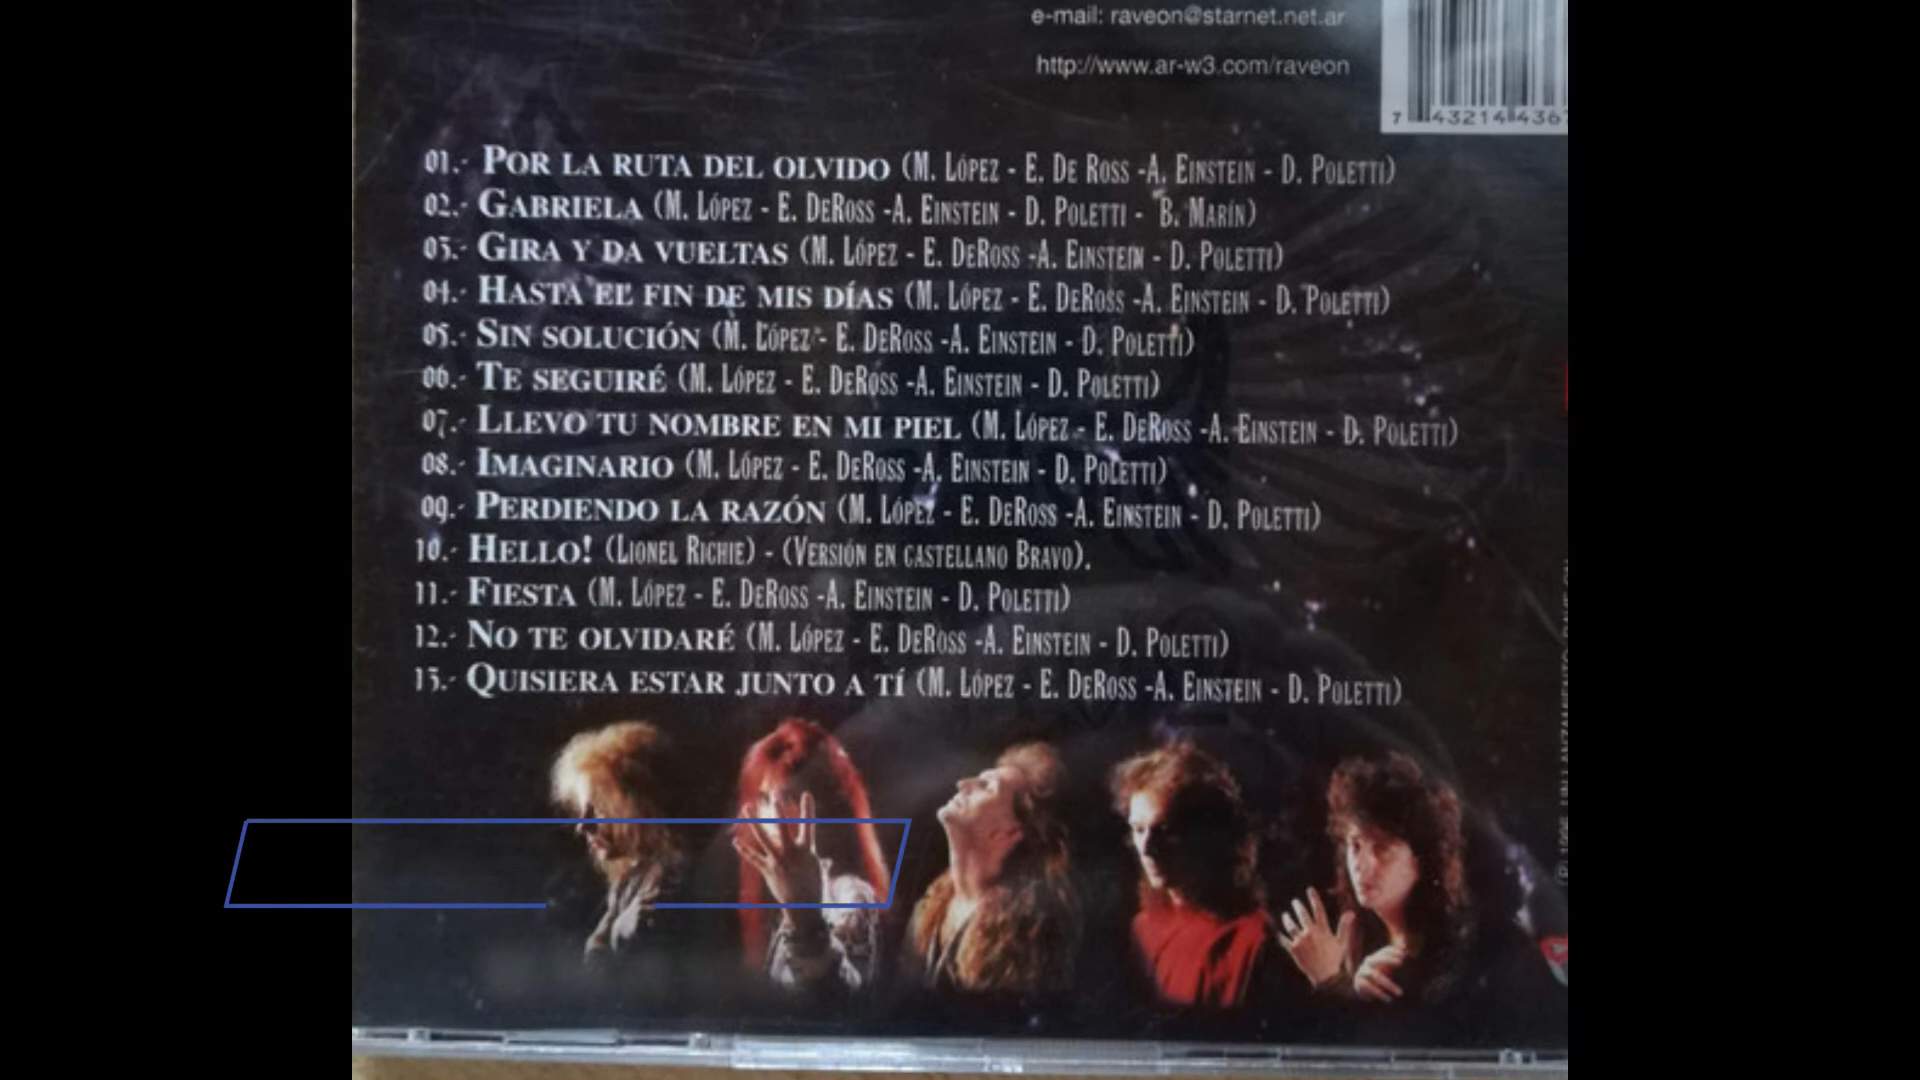 e-mail: raveon@starnet.net.ar
http://www.ar-w3.com/raveon
7 43214 436
01.- POR LA RUTA DEL OLVIDO (M. LÓPEZ - E. DE ROSS -A. EINSTEIN - D. POLETTI)
02.- GABRIELA (M. LÓPEZ - E. DEROSS -A. EINSTEIN - D. POLETTI - B. MARÍN)
03.- GIRA Y DA VUELTAS (M. LÓPEZ - E. DEROSS -A. EINSTEIN - D. POLETTI)
04.- HASTA EL FIN DE MIS DÍAS (M. LÓPEZ - E. DEROSS -A. EINSTEIN - D. POLETTI)
05.- SIN SOLUCIÓN (M. LÓPEZ - E. DEROSS -A. EINSTEIN - D. POLETTI)
06.- TE SEGUIRÉ (M. LÓPEZ - E. DEROSS -A. EINSTEIN - D. POLETTI)
07.- LLEVO TU NOMBRE EN MI PIEL (M. LÓPEZ - E. DEROSS -A. EINSTEIN - D. POLETTI)
08.- IMAGINARIO (M. LÓPEZ - E. DEROSS -A. EINSTEIN - D. POLETTI)
09.- PERDIENDO LA RAZÓN (M. LÓPEZ - E. DEROSS -A. EINSTEIN - D. POLETTI)
10.- HELLO! (LIONEL RICHIE) - (VERSIÓN EN CASTELLANO BRAVO).
11.- FIESTA (M. LÓPEZ - E. DEROSS -A. EINSTEIN - D. POLETTI)
12.- NO TE OLVIDARÉ (M. LÓPEZ - E. DEROSS -A. EINSTEIN - D. POLETTI)
13.- QUISIERA ESTAR JUNTO A TÍ (M. LÓPEZ - E. DEROSS -A. EINSTEIN - D. POLETTI)